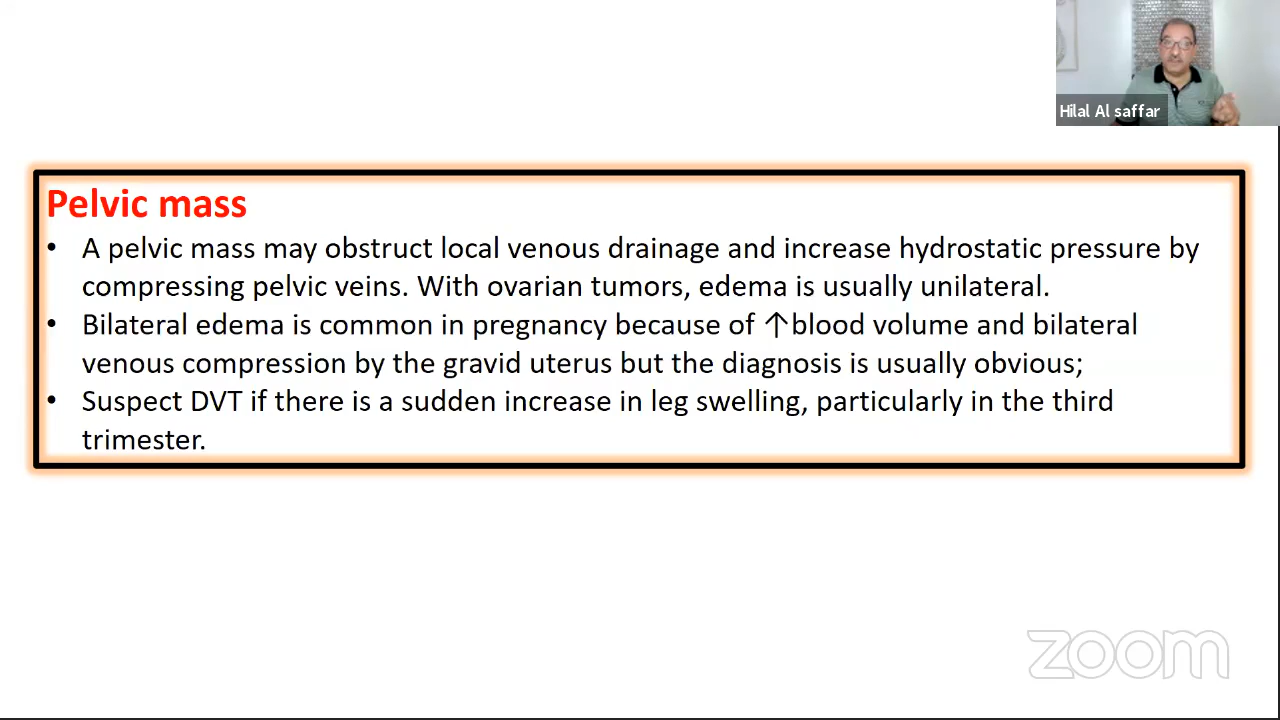 Hilal Al saffar
Pelvic mass
• A pelvic mass may obstruct local venous drainage and increase hydrostatic pressure by
compressing pelvic veins. With ovarian tumors, edema is usually unilateral.
• Bilateral edema is common in pregnancy because of ↑blood volume and bilateral
venous compression by the gravid uterus but the diagnosis is usually obvious;
• Suspect DVT if there is a sudden increase in leg swelling, particularly in the third
trimester.
zoom